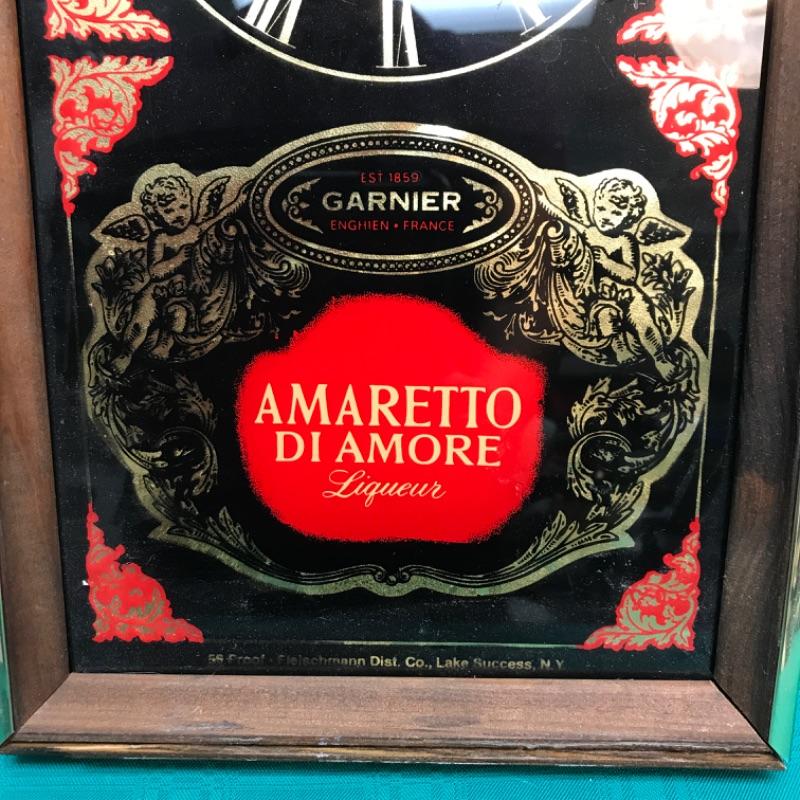 EST 1859
GARNIER
ENGHIEN • FRANCE
AMARETTO
DI AMORE
Liqueur
56 Proof • Fleischmann Dist. Co., Lake Success, N.Y.